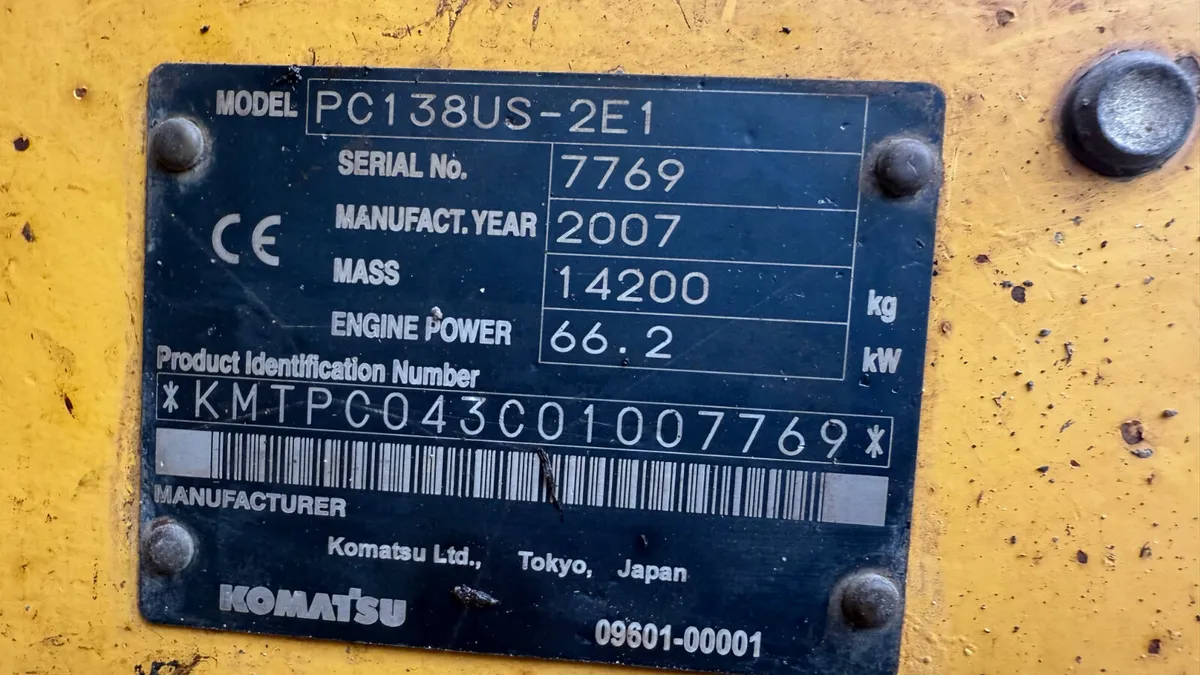 MODEL PC138US-2E1
SERIAL No. 7769
MANUFACT.YEAR 2007
CE
MASS 14200 kg
ENGINE POWER 66.2 kW
Product Identification Number
*KMTPC043C01007769*
MANUFACTURER
Komatsu Ltd., Tokyo, Japan
KOMATSU
09601-00001